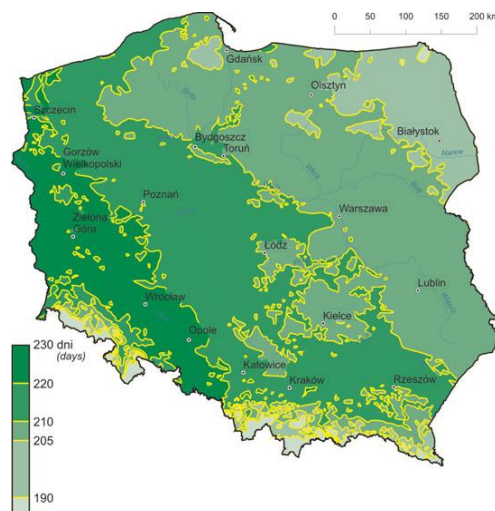 0 50 100 150 200 km
Gdańsk
Olsztyn
Szczecin
Białystok
Bydgoszcz
Toruń
Narew
Gorzów
Wielkopolski
Bug
Poznań
Warszawa
Zielona
Góra
Łódź
Lublin
Wrocław
Kielce
Opole
230 dni
(days)
Katowice
Rzeszów
Kraków
220
210
205
190